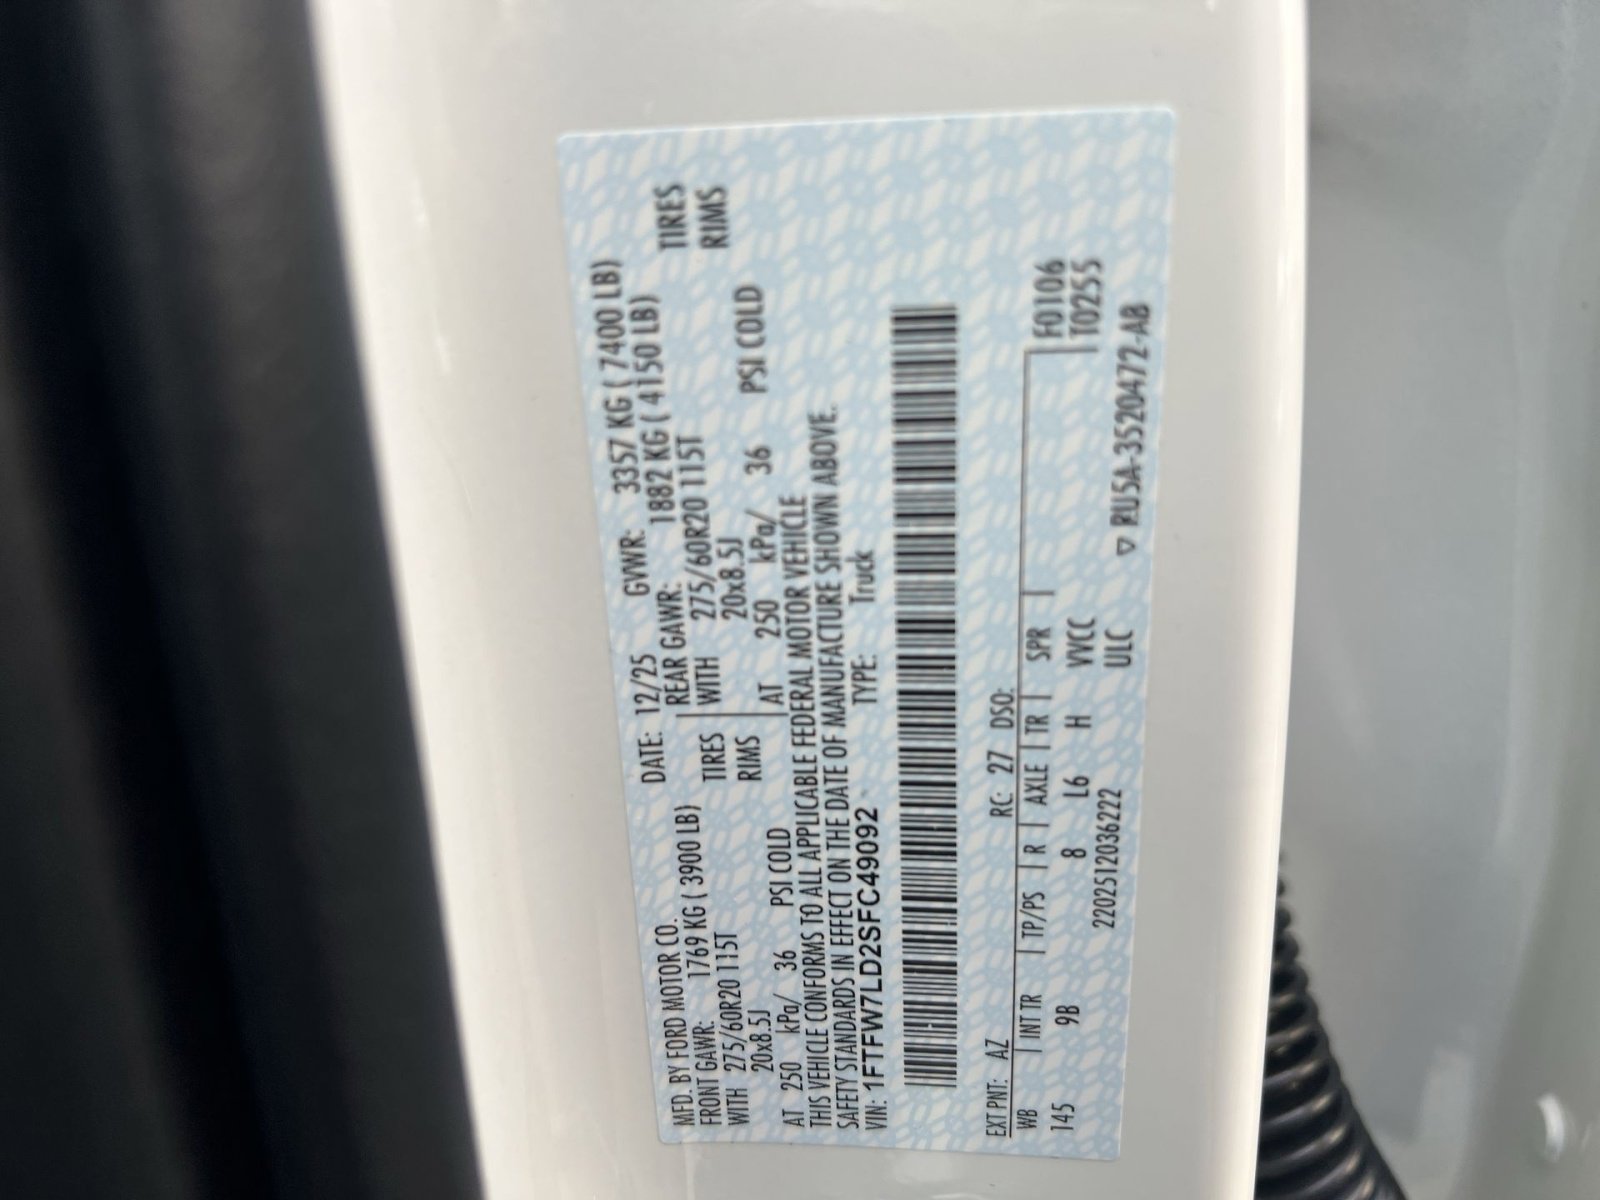 MFD. BY FORD MOTOR CO. DATE: 12/25 GVWR: 3357 KG ( 7400 LB)
FRONT GAWR: 1769 KG ( 3900 LB) REAR GAWR: 1882 KG ( 4150 LB)
WITH 275/60R20 115T TIRES WITH 275/60R20 115T TIRES
20x8.5J RIMS 20x8.5J RIMS
AT 250 kPa/ 36 PSI COLD AT 250 kPa/ 36 PSI COLD
THIS VEHICLE CONFORMS TO ALL APPLICABLE FEDERAL MOTOR VEHICLE
SAFETY STANDARDS IN EFFECT ON THE DATE OF MANUFACTURE SHOWN ABOVE.
VIN: 1FTFW7LD2SFC49092 TYPE: Truck
EXT PNT: AZ RC: 27 DSO:
WB INT TR TP/PS R AXLE TR SPR F0106
145 9B 8 L6 H VVCC T0255
2202512036222 ULC ▽ RU5A-3520472-AB